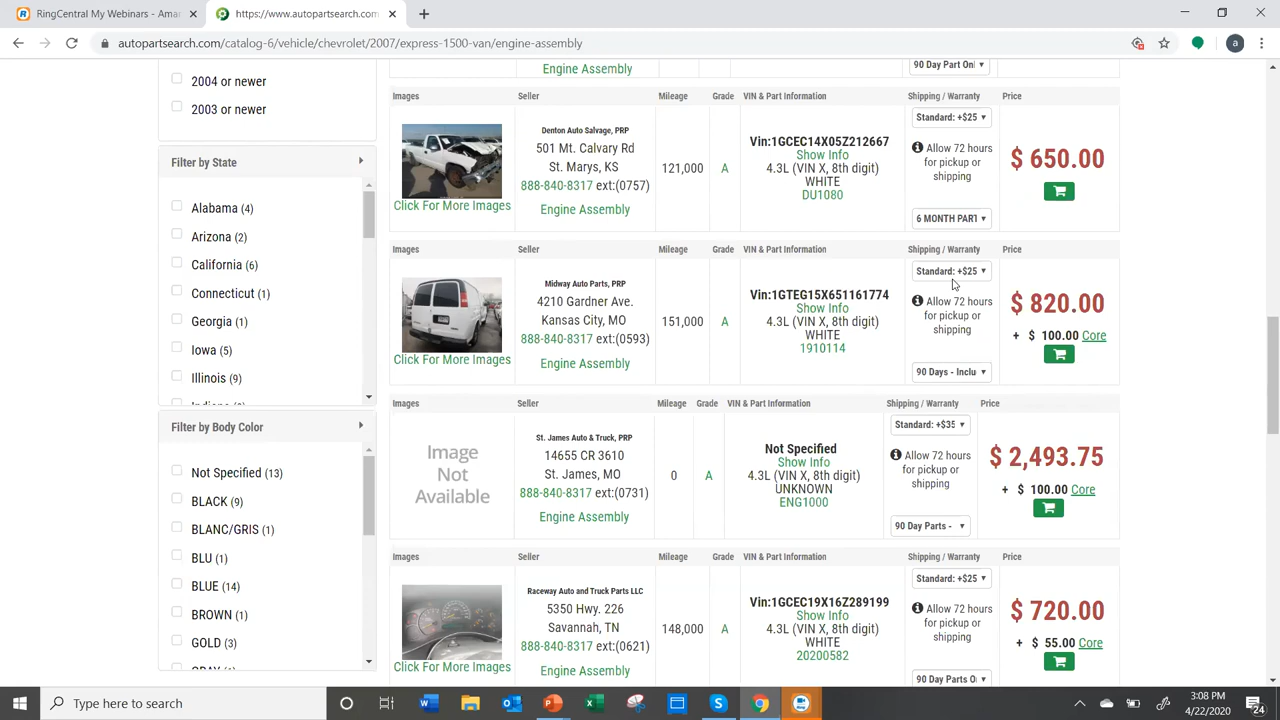 RingCentral My Webinars - Amaz
https://www.autopartsearch.com
autopartsearch.com/catalog-6/vehicle/chevrolet/2007/express-1500-van/engine-assembly
a
2004 or newer
2003 or newer
Filter by State
Alabama (4)
Arizona (2)
California (6)
Connecticut (1)
Georgia (1)
Iowa (5)
Illinois (9)
Filter by Body Color
Not Specified (13)
BLACK (9)
BLANC/GRIS (1)
BLU (1)
BLUE (14)
BROWN (1)
GOLD (3)
Engine Assembly
90 Day Part Onl
Images Seller Mileage Grade VIN & Part Information Shipping / Warranty Price
Click For More Images
Denton Auto Salvage, PRP
501 Mt. Calvary Rd
St. Marys, KS
888-840-8317 ext:(0757)
Engine Assembly
121,000
A
Vin:1GCEC14X05Z212667
Show Info
4.3L (VIN X, 8th digit)
WHITE
DU1080
Standard: +$25
Allow 72 hours
for pickup or
shipping
6 MONTH PART
$ 650.00
Images Seller Mileage Grade VIN & Part Information Shipping / Warranty Price
Click For More Images
Midway Auto Parts, PRP
4210 Gardner Ave.
Kansas City, MO
888-840-8317 ext:(0593)
Engine Assembly
151,000
A
Vin:1GTEG15X651161774
Show Info
4.3L (VIN X, 8th digit)
WHITE
1910114
Standard: +$25
Allow 72 hours
for pickup or
shipping
90 Days - Inclu
$ 820.00
+ $ 100.00 Core
Images Seller Mileage Grade VIN & Part Information Shipping / Warranty Price
Image
Not
Available
St. James Auto & Truck, PRP
14655 CR 3610
St. James, MO
888-840-8317 ext:(0731)
Engine Assembly
0
A
Not Specified
Show Info
4.3L (VIN X, 8th digit)
UNKNOWN
ENG1000
Standard: +$35
Allow 72 hours
for pickup or
shipping
90 Day Parts -
$ 2,493.75
+ $ 100.00 Core
Images Seller Mileage Grade VIN & Part Information Shipping / Warranty Price
Click For More Images
Raceway Auto and Truck Parts LLC
5350 Hwy. 226
Savannah, TN
888-840-8317 ext:(0621)
Engine Assembly
148,000
A
Vin:1GCEC19X16Z289199
Show Info
4.3L (VIN X, 8th digit)
WHITE
20200582
Standard: +$25
Allow 72 hours
for pickup or
shipping
90 Day Parts O
$ 720.00
+ $ 55.00 Core
Type here to search
3:08 PM
4/22/2020
24